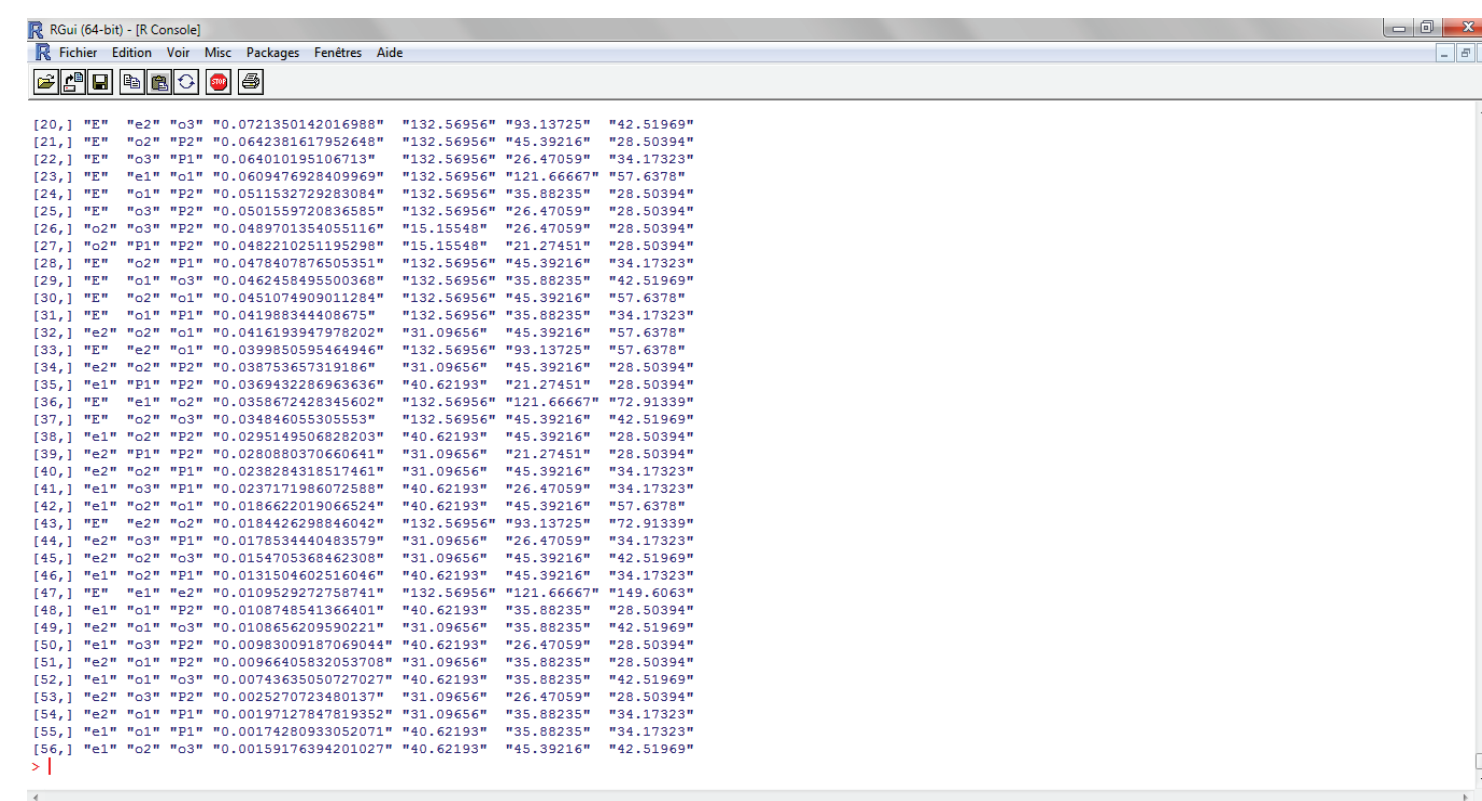 RGui (64-bit) - [R Console]
Fichier Edition Voir Misc Packages Fenêtres Aide
STOP
[20,] "E" "e2" "o3" "0.0721350142016988" "132.56956" "93.13725" "42.51969"
[21,] "E" "o2" "P2" "0.0642381617952648" "132.56956" "45.39216" "28.50394"
[22,] "E" "o3" "P1" "0.064010195106713" "132.56956" "26.47059" "34.17323"
[23,] "E" "e1" "o1" "0.0609476928409969" "132.56956" "121.66667" "57.6378"
[24,] "E" "o1" "P2" "0.0511532729283084" "132.56956" "35.88235" "28.50394"
[25,] "E" "o3" "P2" "0.0501559720836585" "132.56956" "26.47059" "28.50394"
[26,] "o2" "o3" "P2" "0.0489701354055116" "15.15548" "26.47059" "28.50394"
[27,] "o2" "P1" "P2" "0.0482210251195298" "15.15548" "21.27451" "28.50394"
[28,] "E" "o2" "P1" "0.0478407876505351" "132.56956" "45.39216" "34.17323"
[29,] "E" "o1" "o3" "0.0462458495500368" "132.56956" "35.88235" "42.51969"
[30,] "E" "o2" "o1" "0.0451074909011284" "132.56956" "45.39216" "57.6378"
[31,] "E" "o1" "P1" "0.041988344408675" "132.56956" "35.88235" "34.17323"
[32,] "e2" "o2" "o1" "0.0416193947978202" "31.09656" "45.39216" "57.6378"
[33,] "E" "e2" "o1" "0.0399850595464946" "132.56956" "93.13725" "57.6378"
[34,] "e2" "o2" "P2" "0.038753657319186" "31.09656" "45.39216" "28.50394"
[35,] "e1" "P1" "P2" "0.0369432286963636" "40.62193" "21.27451" "28.50394"
[36,] "E" "e1" "o2" "0.0358672428345602" "132.56956" "121.66667" "72.91339"
[37,] "E" "o2" "o3" "0.034846055305553" "132.56956" "45.39216" "42.51969"
[38,] "e1" "o2" "P2" "0.0295149506828203" "40.62193" "45.39216" "28.50394"
[39,] "e2" "P1" "P2" "0.0280880370660641" "31.09656" "21.27451" "28.50394"
[40,] "e2" "o2" "P1" "0.0238284318517461" "31.09656" "45.39216" "34.17323"
[41,] "e1" "o3" "P1" "0.0237171986072588" "40.62193" "26.47059" "34.17323"
[42,] "e1" "o2" "o1" "0.0186622019066524" "40.62193" "45.39216" "57.6378"
[43,] "E" "e2" "o2" "0.0184426298846042" "132.56956" "93.13725" "72.91339"
[44,] "e2" "o3" "P1" "0.0178534440483579" "31.09656" "26.47059" "34.17323"
[45,] "e2" "o2" "o3" "0.0154705368462308" "31.09656" "45.39216" "42.51969"
[46,] "e1" "o2" "P1" "0.0131504602516046" "40.62193" "45.39216" "34.17323"
[47,] "E" "e1" "e2" "0.0109529272758741" "132.56956" "121.66667" "149.6063"
[48,] "e1" "o1" "P2" "0.0108748541366401" "40.62193" "35.88235" "28.50394"
[49,] "e2" "o1" "o3" "0.0108656209590221" "31.09656" "35.88235" "42.51969"
[50,] "e1" "o3" "P2" "0.00983009187069044" "40.62193" "26.47059" "28.50394"
[51,] "e2" "o1" "P2" "0.00966405832053708" "31.09656" "35.88235" "28.50394"
[52,] "e1" "o1" "o3" "0.00743635050727027" "40.62193" "35.88235" "42.51969"
[53,] "e2" "o3" "P2" "0.0025270723480137" "31.09656" "26.47059" "28.50394"
[54,] "e2" "o1" "P1" "0.00197127847819352" "31.09656" "35.88235" "34.17323"
[55,] "e1" "o1" "P1" "0.00174280933052071" "40.62193" "35.88235" "34.17323"
[56,] "e1" "o2" "o3" "0.00159176394201027" "40.62193" "45.39216" "42.51969"
>